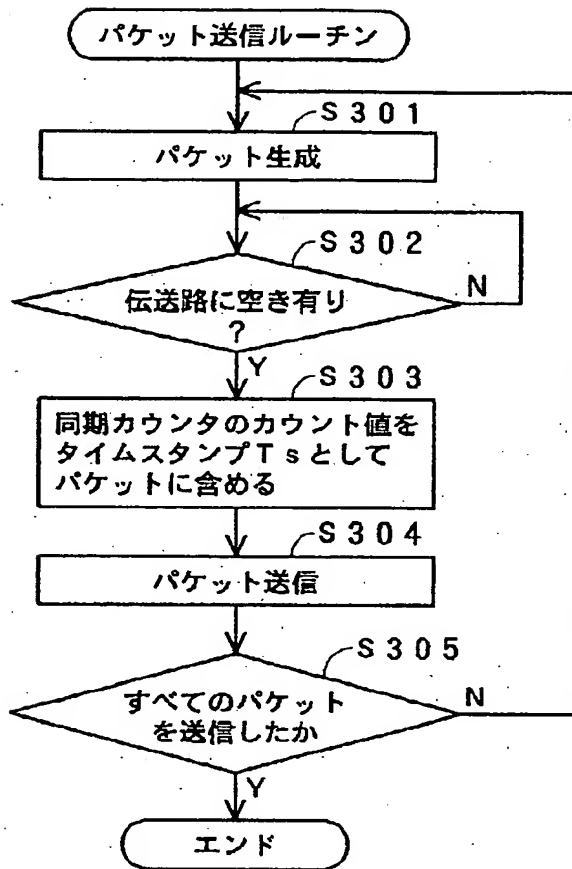 パケット送信ルーチン
S301
パケット生成
S302
伝送路に空き有り
?
N
Y
S303
同期カウンタのカウント値を
タイムスタンプTsとして
パケットに含める
S304
パケット送信
S305
すべてのパケット
を送信したか
N
Y
エンド